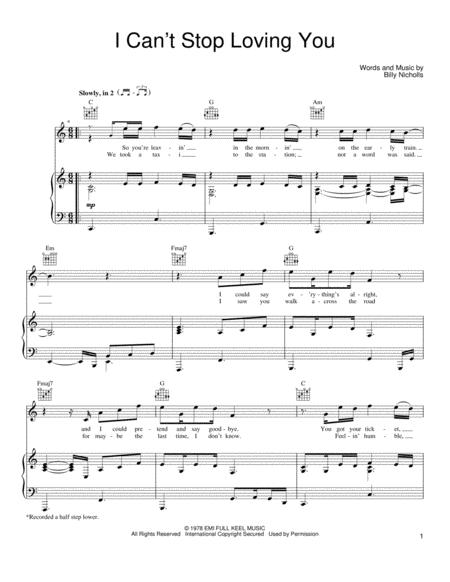 I Can't Stop Loving You
Words and Music by
Billy Nicholls
Slowly, in 2
C G Am
So you're leav - in' in the morn - in' on the ear - ly train.
We took a tax - i to the sta - tion; not a word was said.
mp
Em Fmaj7 G
I could say ev - 'ry - thing's al - right,
I saw you walk a - cross the road
Fmaj7 G
and I could pre - tend and say good - bye. You got your tick - et,
for may - be the last time, I don't know. Feel - in' hum - ble,
*Recorded a half step lower.
© 1978 EMI FULL KEEL MUSIC
All Rights Reserved International Copyright Secured Used by Permission
1